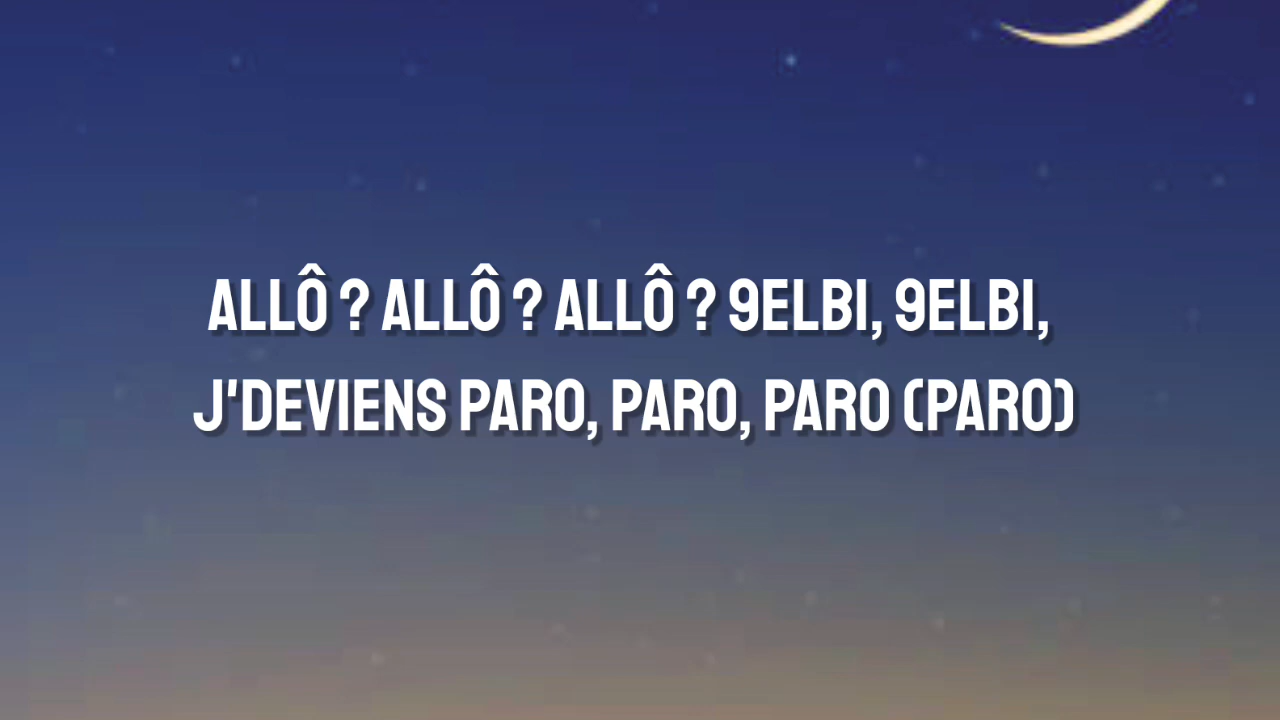 ALLÔ ? ALLÔ ? ALLÔ ? 9ELBI, 9ELBI,
J'DEVIENS PARO, PARO, PARO (PARO)